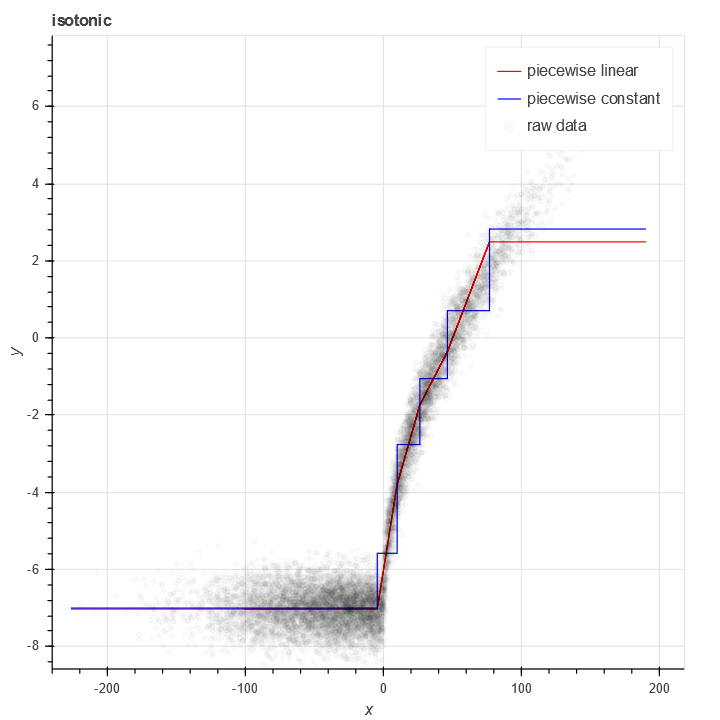 isotonic
piecewise linear
piecewise constant
raw data
6
4
2
0
-2
-4
-6
-8
y
-200
-100
0
100
200
x